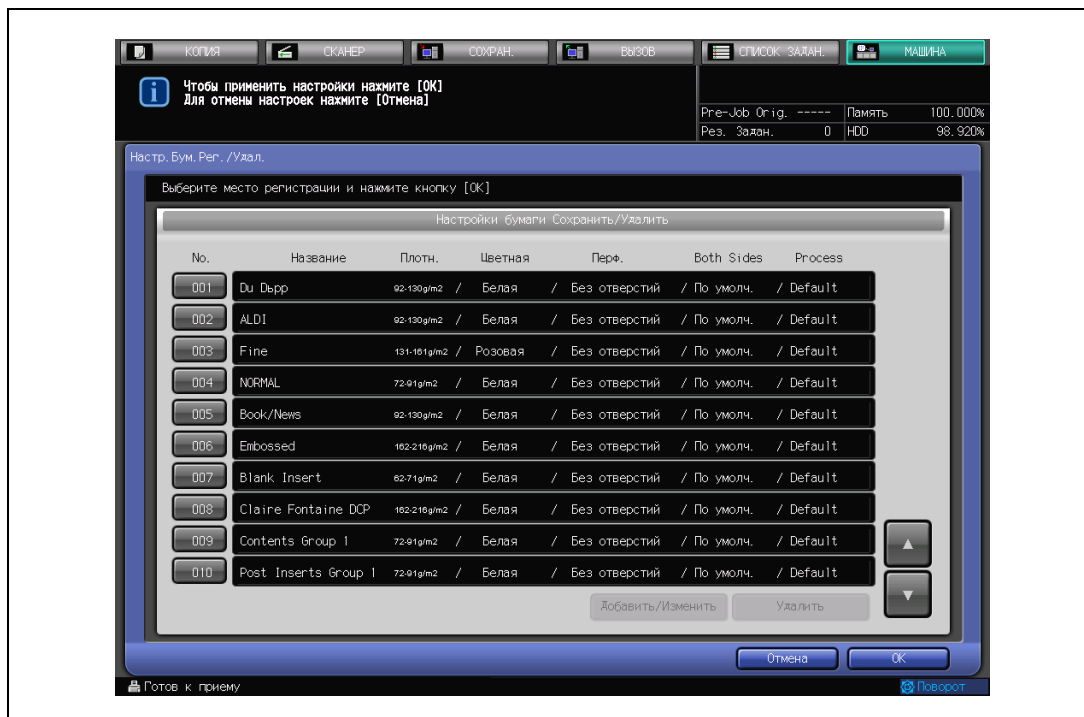 КОПИЯ СКАНЕР СОХРАН. ВЫЗОВ СПИСОК ЗАДАН. МАШИНА
Чтобы применить настройки нажмите [OK]
Для отмены настроек нажмите [Отмена]
Pre-Job Orig. ----- Память 100.000%
Рез. Задан. 0 HDD 98.920%
Настр.Бум.Рег./Удал.
Выберите место регистрации и нажмите кнопку [OK]
Настройки бумаги Сохранить/Удалить
No. Название Плотн. Цветная Перф. Both Sides Process
001 Du Dьpp 92-130g/m2 / Белая / Без отверстий / По умолч. / Default
002 ALDI 92-130g/m2 / Белая / Без отверстий / По умолч. / Default
003 Fine 131-161g/m2 / Розовая / Без отверстий / По умолч. / Default
004 NORMAL 72-91g/m2 / Белая / Без отверстий / По умолч. / Default
005 Book/News 92-130g/m2 / Белая / Без отверстий / По умолч. / Default
006 Embossed 162-216g/m2 / Белая / Без отверстий / По умолч. / Default
007 Blank Insert 62-71g/m2 / Белая / Без отверстий / По умолч. / Default
008 Claire Fontaine DCP 162-216g/m2 / Белая / Без отверстий / По умолч. / Default
009 Contents Group 1 72-91g/m2 / Белая / Без отверстий / По умолч. / Default
010 Post Inserts Group 1 72-91g/m2 / Белая / Без отверстий / По умолч. / Default
Добавить/Изменить Удалить
Отмена OK
Готов к приему Поворот